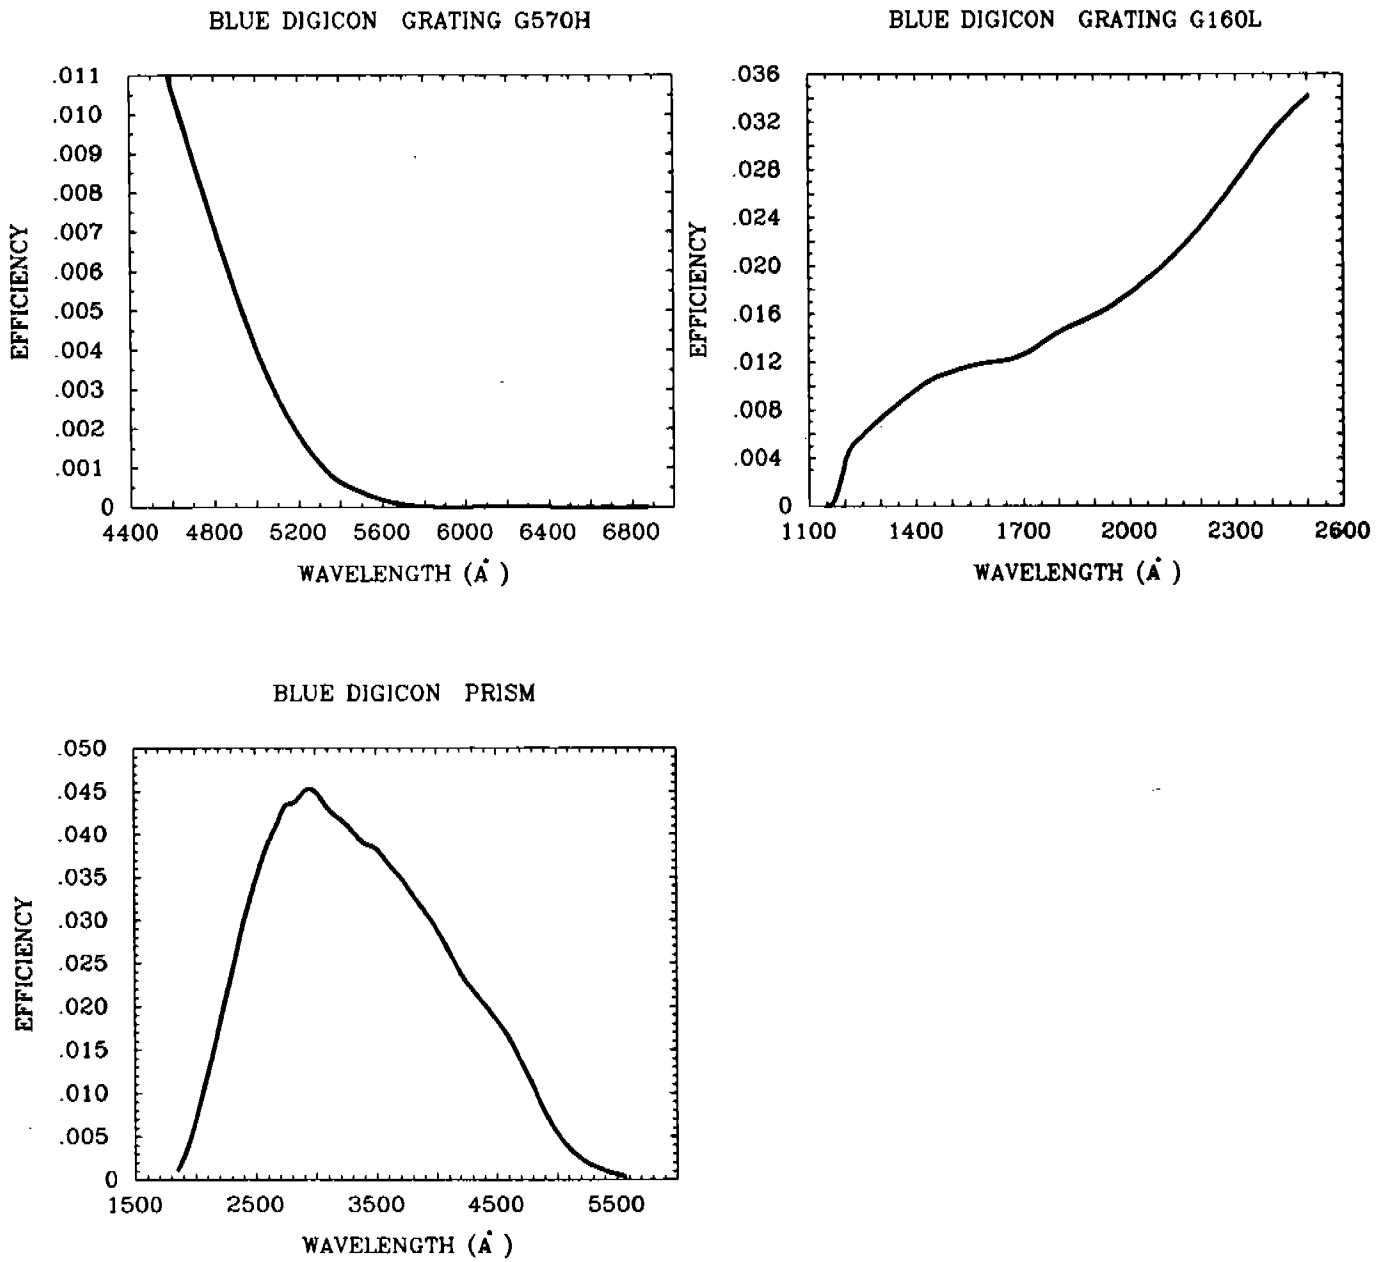 BLUE DIGICON GRATING G570H
.011
.010
.009
.008
.007
.006
.005
.004
.003
.002
.001
0
4400 4800 5200 5600 6000 6400 6800
EFFICIENCY
WAVELENGTH (Å)
BLUE DIGICON GRATING G160L
.036
.032
.028
.024
.020
.016
.012
.008
.004
0
1100 1400 1700 2000 2300 2600
EFFICIENCY
WAVELENGTH (Å)
BLUE DIGICON PRISM
.050
.045
.040
.035
.030
.025
.020
.015
.010
.005
0
1500 2500 3500 4500 5500
EFFICIENCY
WAVELENGTH (Å)